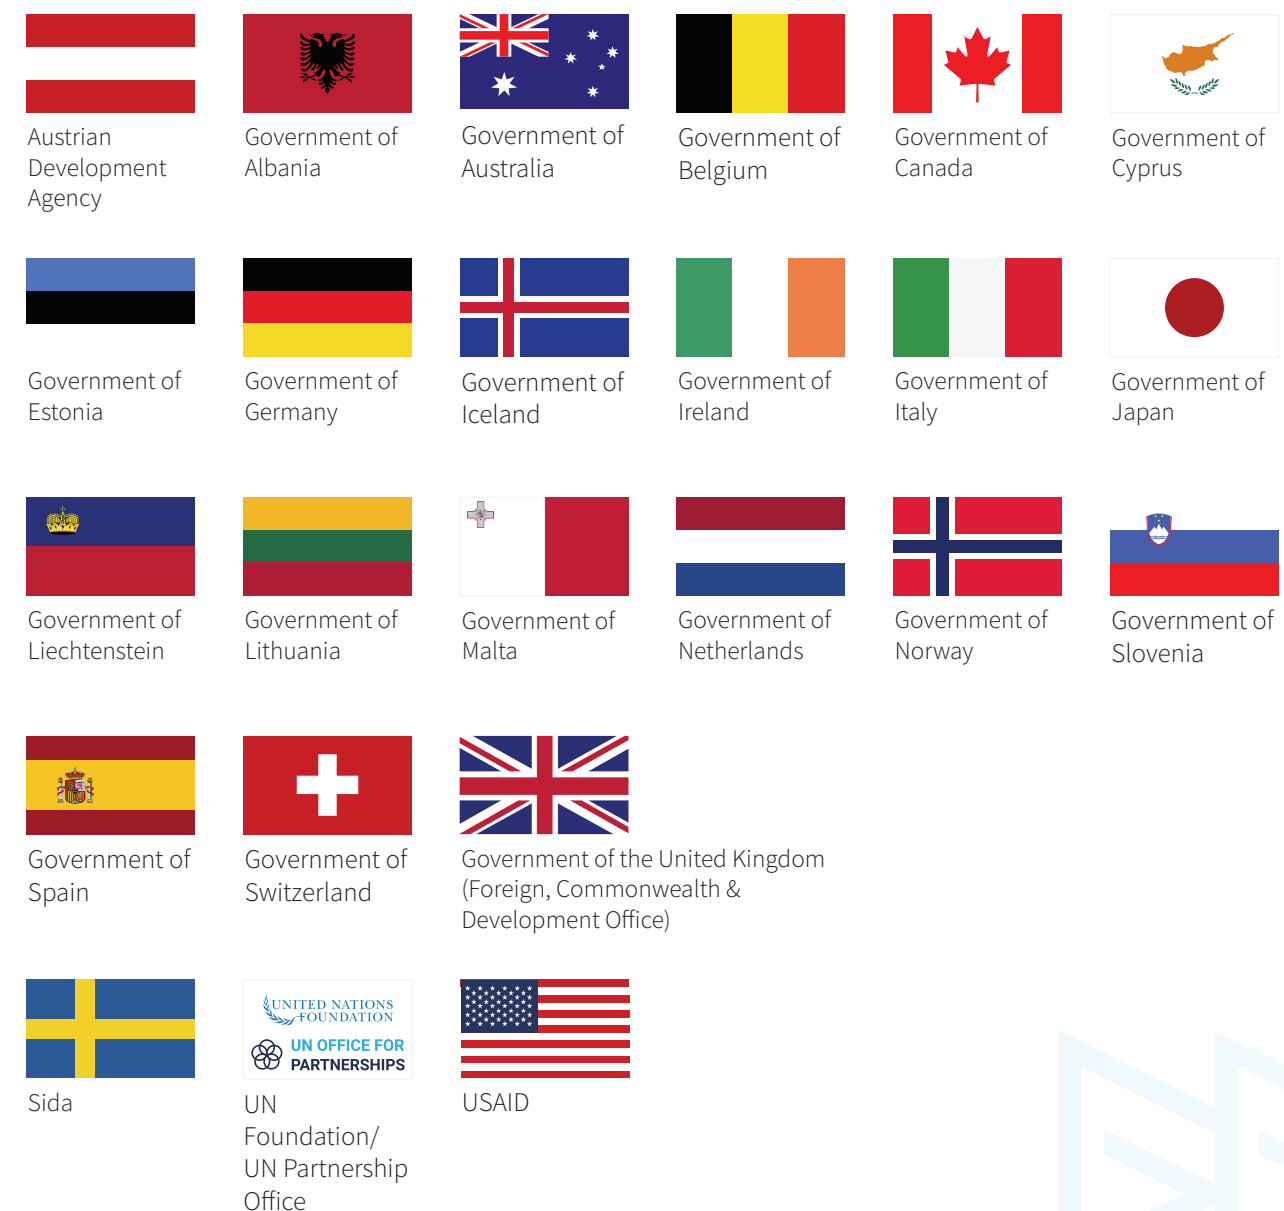 Austrian
Development
Agency
Government of
Albania
Government of
Australia
Government of
Belgium
Government of
Canada
Government of
Cyprus
Government of
Estonia
Government of
Germany
Government of
Iceland
Government of
Ireland
Government of
Italy
Government of
Japan
Government of
Liechtenstein
Government of
Lithuania
Government of
Malta
Government of
Netherlands
Government of
Norway
Government of
Slovenia
Government of
Spain
Government of
Switzerland
Government of the United Kingdom
(Foreign, Commonwealth &
Development Office)
Sida
UNITED NATIONS
FOUNDATION
UN OFFICE FOR
PARTNERSHIPS
UN
Foundation/
UN Partnership
Office
USAID